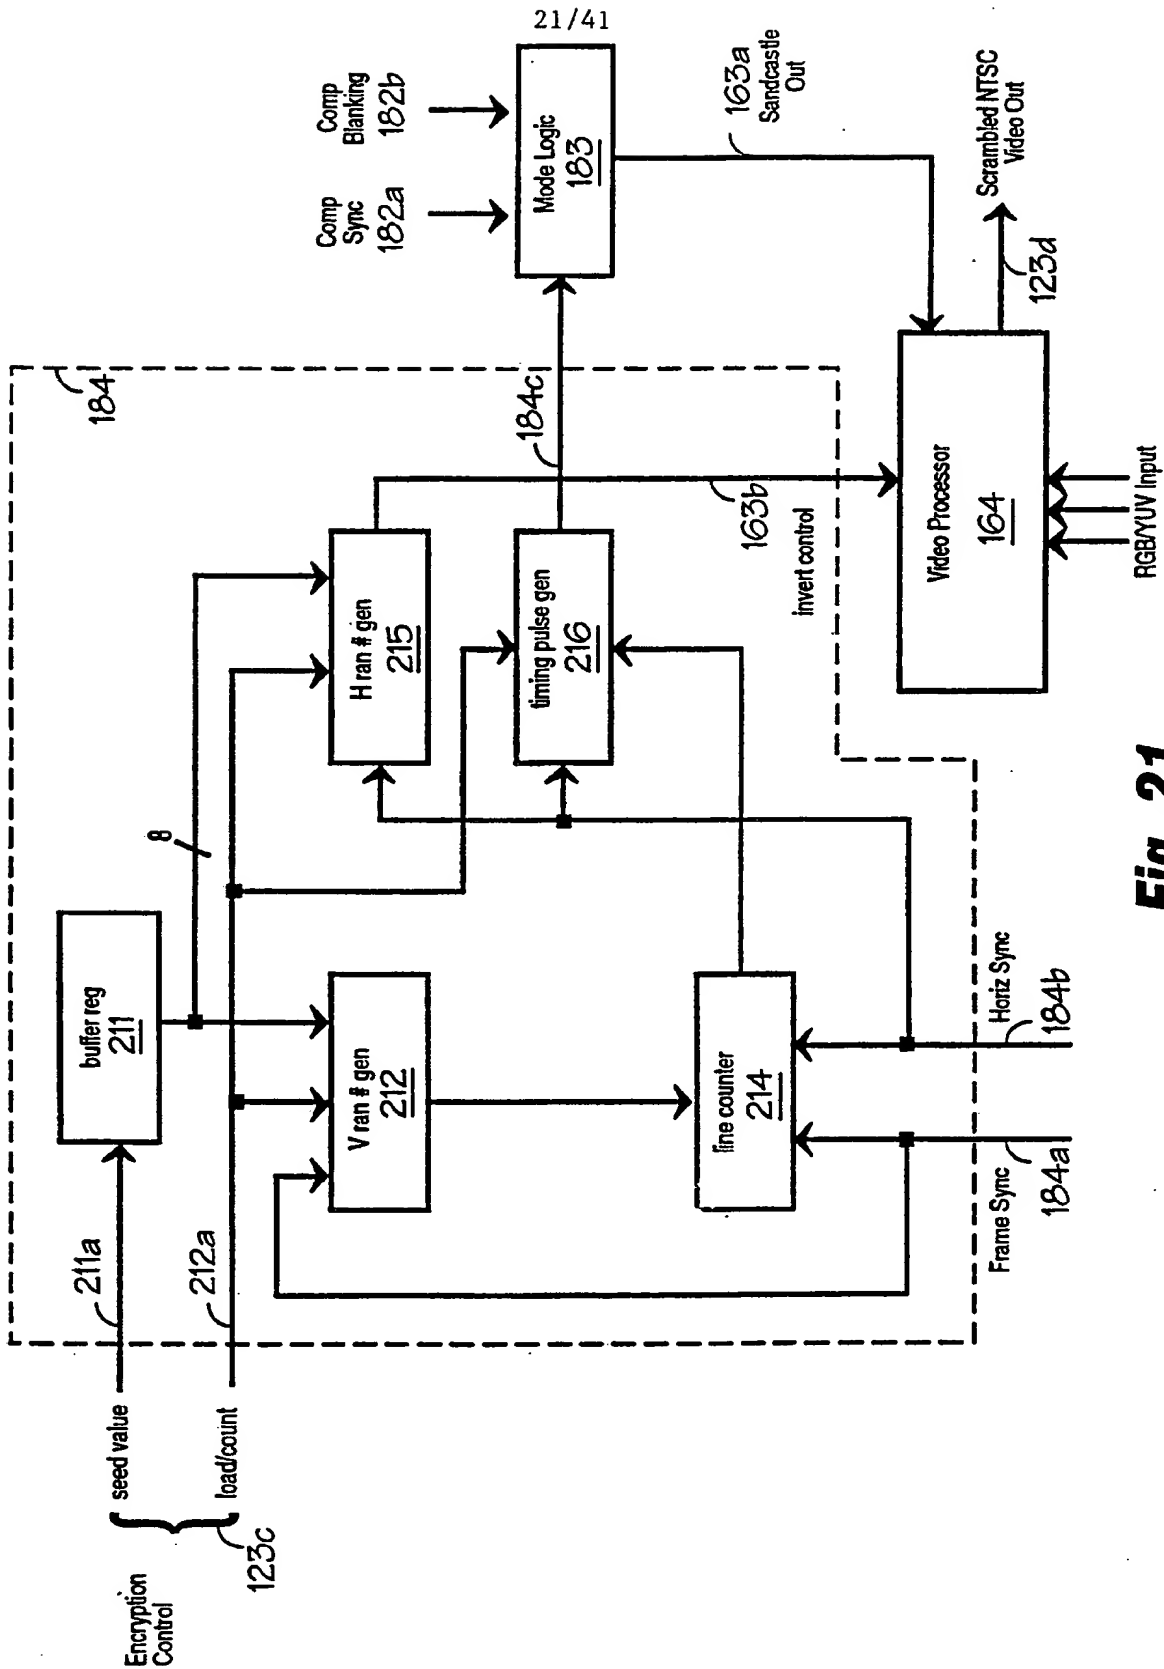 21/41
Encryption
Control
123c
seed value
load/count
211a
212a
buffer reg
211
8
184
V ran # gen
212
H ran # gen
215
timing pulse gen
216
line counter
214
Frame Sync
184a
Horiz Sync
184b
184c
163b
invert control
Comp
Sync
182a
Comp
Blanking
182b
Mode Logic
183
163a
Sandcastle
Out
Video Processor
164
RGB/YUV Input
123d
Scrambled NTSC
Video Out
Fig. 21